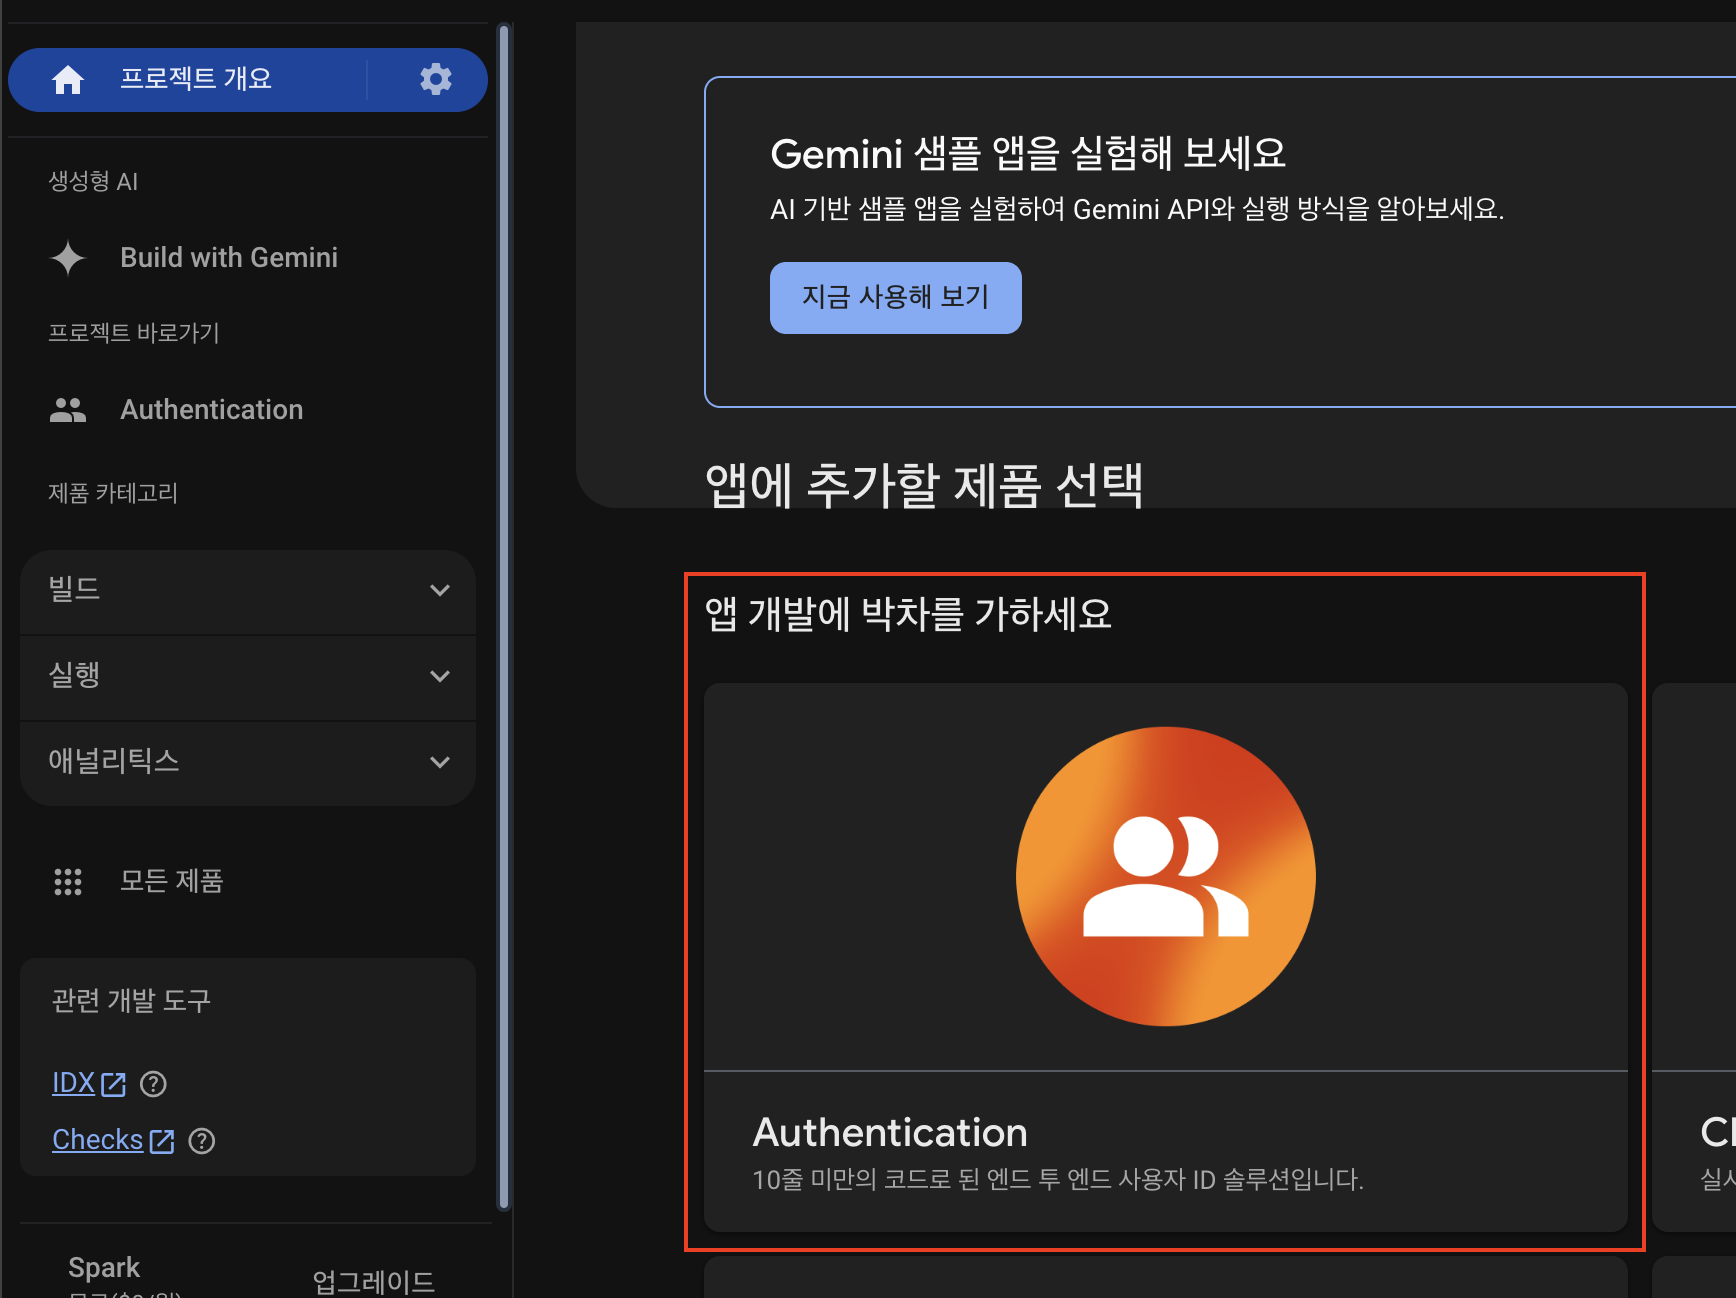 프로젝트 개요
생성형 AI
Build with Gemini
프로젝트 바로가기
Authentication
제품 카테고리
빌드
실행
애널리틱스
모든 제품
관련 개발 도구
IDX
Checks
Spark
업그레이드
Gemini 샘플 앱을 실험해 보세요
AI 기반 샘플 앱을 실험하여 Gemini API와 실행 방식을 알아보세요.
지금 사용해 보기
앱에 추가할 제품 선택
앱 개발에 박차를 가하세요
Authentication
10줄 미만의 코드로 된 엔드 투 엔드 사용자 ID 솔루션입니다.